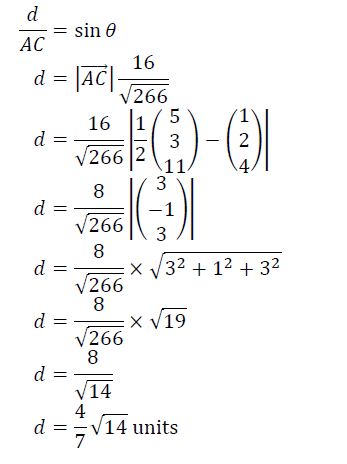 d/AC = sin θ
d = |\overrightarrow{AC}| 16/√266
d = 16/√266 |1/2 (5 3 11) − (1 2 4)|
d = 8/√266 |(3 −1 3)|
d = 8/√266 × √(3² + 1² + 3²)
d = 8/√266 × √19
d = 8/√14
d = 4/7 √14 units